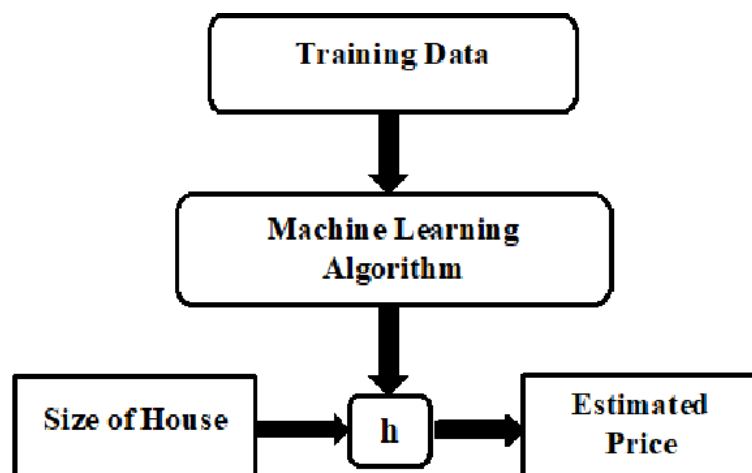 Training Data
Machine Learning
Algorithm
Size of House
h
Estimated
Price